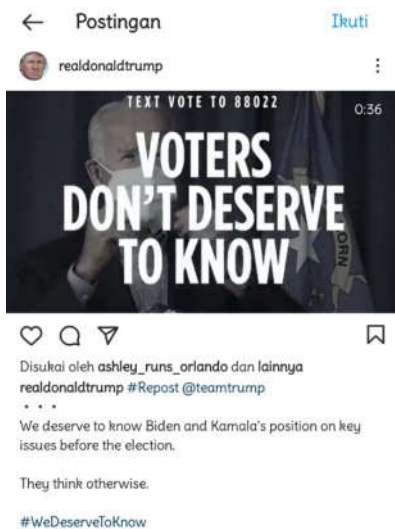 Postingan
Ikuti
realdonaldtrump
TEXT VOTE TO 88022
0:36
VOTERS
DON'T DESERVE
TO KNOW
ORN
Disukai oleh ashley_runs_orlando dan lainnya
realdonaldtrump #Repost @teamtrump
• • •
We deserve to know Biden and Kamala's position on key
issues before the election.
They think otherwise.
#WeDeserveToKnow